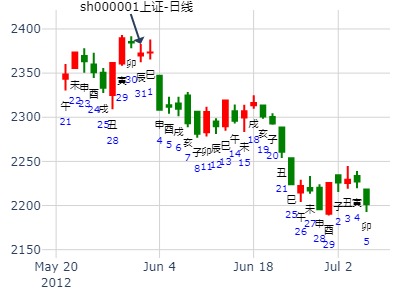 sh000001上证-日线
2400
2350
2300
2250
2200
2150
午
21
未
22
申
23
酉
24
戌
25
丑
28
寅
29
卯
30
辰
31
巳
1
申
4
酉
5
戌
6
亥
7
子
8
卯
11
辰
12
巳
13
午
14
未
15
戌
18
亥
19
子
20
丑
21
巳
25
午
26
未
27
申
28
酉
29
子
2
丑
3
寅
4
卯
5
May 20
2012
Jun 4
Jun 18
Jul 2